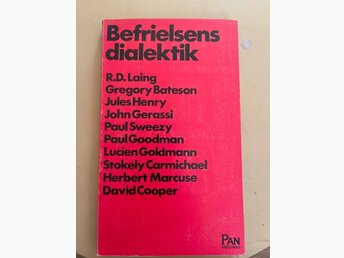 Befrielsens
dialektik
R.D. Laing
Gregory Bateson
Jules Henry
John Gerassi
Paul Sweezy
Paul Goodman
Lucien Goldmann
Stokely Carmichael
Herbert Marcuse
David Cooper
PAN